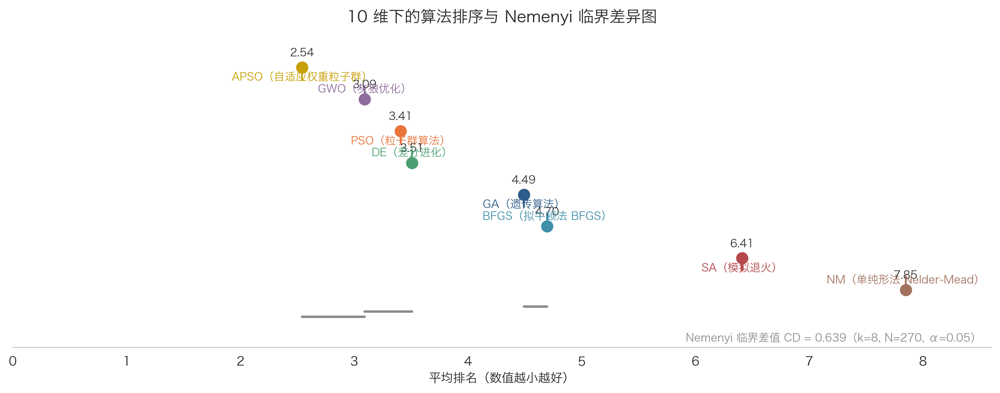 10 维下的算法排序与 Nemenyi 临界差异图
2.54
APSO（自适应权重粒子群）
3.09
GWO（灰狼优化）
3.41
PSO（粒子群算法）
3.51
DE（差分进化）
4.49
GA（遗传算法）
4.70
BFGS（拟牛顿法 BFGS）
6.41
SA（模拟退火）
7.85
NM（单纯形法 Nelder-Mead）
Nemenyi 临界差值 CD = 0.639（k=8, N=270, α=0.05）
0 1 2 3 4 5 6 7 8
平均排名（数值越小越好）